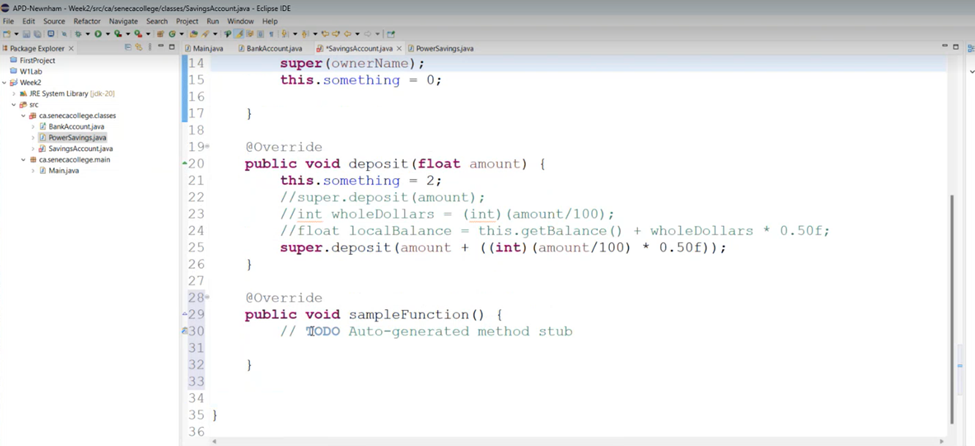 APD-Newnham - Week2/src/ca/senecacollege/classes/SavingsAccount.java - Eclipse IDE
File Edit Source Refactor Navigate Search Project Run Window Help
Package Explorer
Main.java BankAccount.java *SavingsAccount.java PowerSavings.java
FirstProject
W1Lab
Week2
JRE System Library [jdk-20]
src
ca.senecacollege.classes
BankAccount.java
PowerSavings.java
SavingsAccount.java
ca.senecacollege.main
Main.java
14 super(ownerName);
15 this.something = 0;
16
17 }
18
19 @Override
20 public void deposit(float amount) {
21 this.something = 2;
22 //super.deposit(amount);
23 //int wholeDollars = (int)(amount/100);
24 //float localBalance = this.getBalance() + wholeDollars * 0.50f;
25 super.deposit(amount + ((int)(amount/100) * 0.50f));
26 }
27
28 @Override
29 public void sampleFunction() {
30 // TODO Auto-generated method stub
31
32 }
33
34
35 }
36